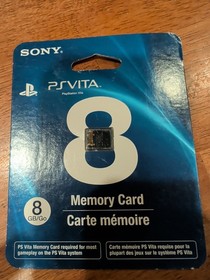 SONY
PSVITA
PlayStation Vita
8
Memory Card
Carte mémoire
8
GB/Go
PS Vita Memory Card required for most
gameplay on the PS Vita system
Carte mémoire PS Vita requise pour la
plupart des jeux sur le système PS Vita